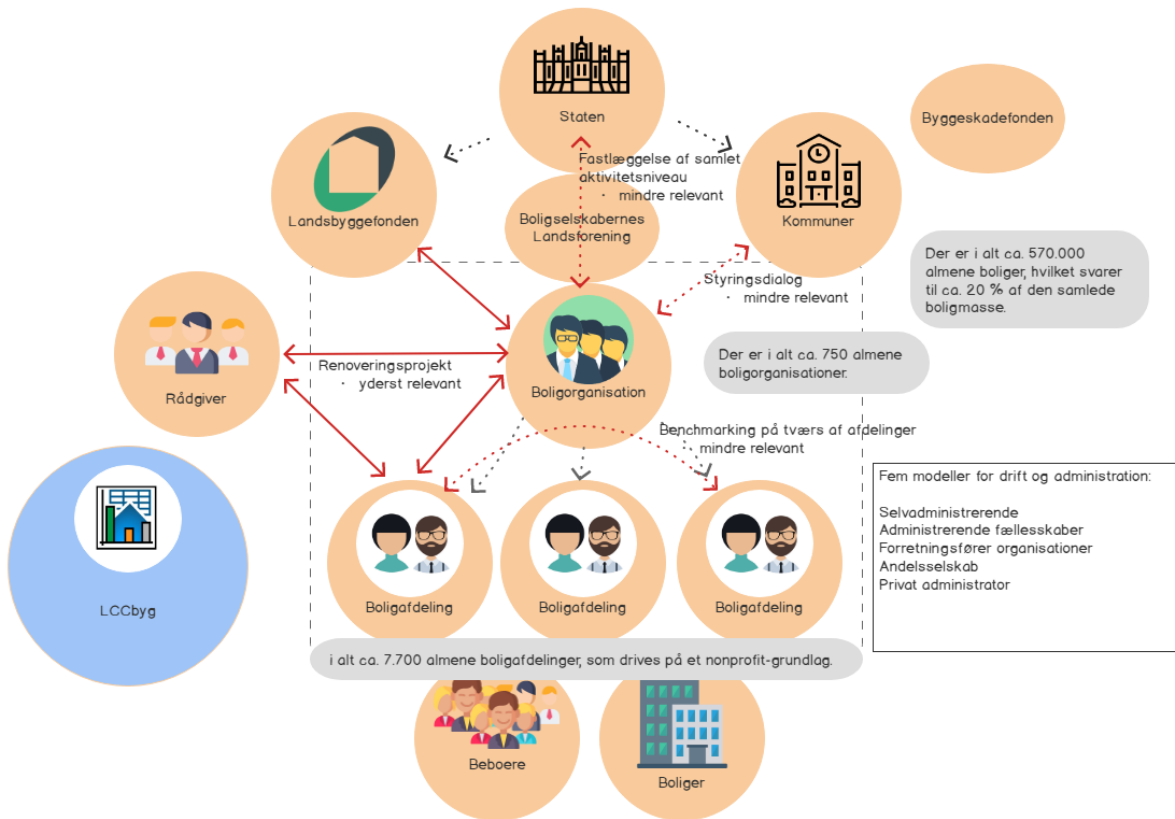 Staten
Byggeskadefonden
Fastlæggelse af samlet
aktivitetsniveau
· mindre relevant
Landsbyggefonden
Boligselskabernes
Landsforening
Kommuner
Der er i alt ca. 570.000
almene boliger, hvilket svarer
til ca. 20 % af den samlede
boligmasse.
Styringsdialog
· mindre relevant
Der er i alt ca. 750 almene
boligorganisationer.
Renoveringsprojekt
· yderst relevant
Rådgiver
Boligorganisation
Benchmarking på tværs af afdelinger
mindre relevant
Fem modeller for drift og administration:
Selvadministrerende
Administrerende fællesskaber
Forretningsfører organisationer
Andelsselskab
Privat administrator
LCCbyg
Boligafdeling
Boligafdeling
Boligafdeling
i alt ca. 7.700 almene boligafdelinger, som drives på et nonprofit-grundlag.
Beboere
Boliger